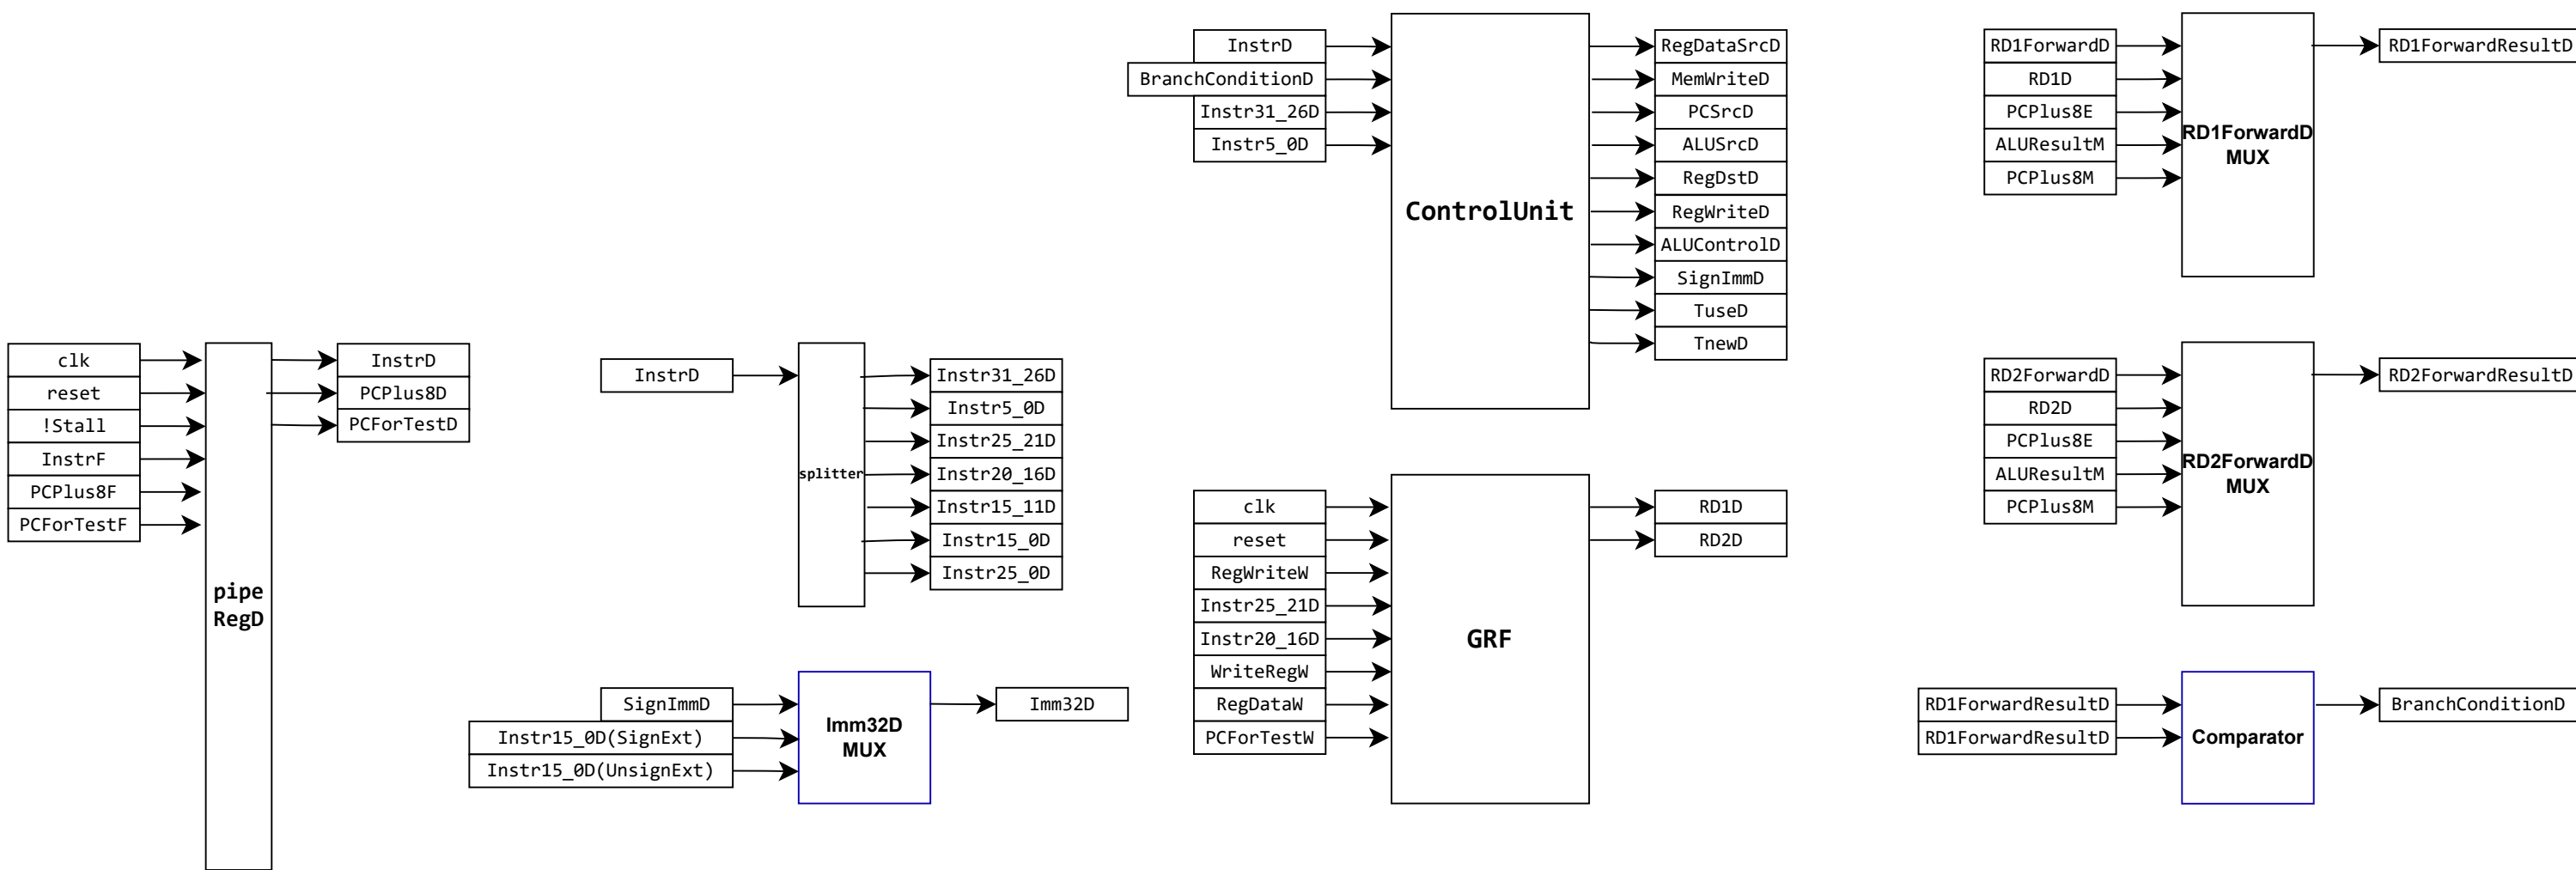 clk
reset
!Stall
InstrF
PCPlus8F
PCForTestF
pipe
RegD
InstrD
PCPlus8D
PCForTestD
InstrD
splitter
Instr31_26D
Instr5_0D
Instr25_21D
Instr20_16D
Instr15_11D
Instr15_0D
Instr25_0D
SignImmD
Instr15_0D(SignExt)
Instr15_0D(UnsignExt)
Imm32D
MUX
Imm32D
InstrD
BranchConditionD
Instr31_26D
Instr5_0D
ControlUnit
RegDataSrcD
MemWriteD
PCSrcD
ALUSrcD
RegDstD
RegWriteD
ALUControlD
SignImmD
TuseD
TnewD
clk
reset
RegWriteW
Instr25_21D
Instr20_16D
WriteRegW
RegDataW
PCForTestW
GRF
RD1D
RD2D
RD1ForwardD
RD1D
PCPlus8E
ALUResultM
PCPlus8M
RD1ForwardD
MUX
RD1ForwardResultD
RD2ForwardD
RD2D
PCPlus8E
ALUResultM
PCPlus8M
RD2ForwardD
MUX
RD2ForwardResultD
RD1ForwardResultD
RD1ForwardResultD
Comparator
BranchConditionD